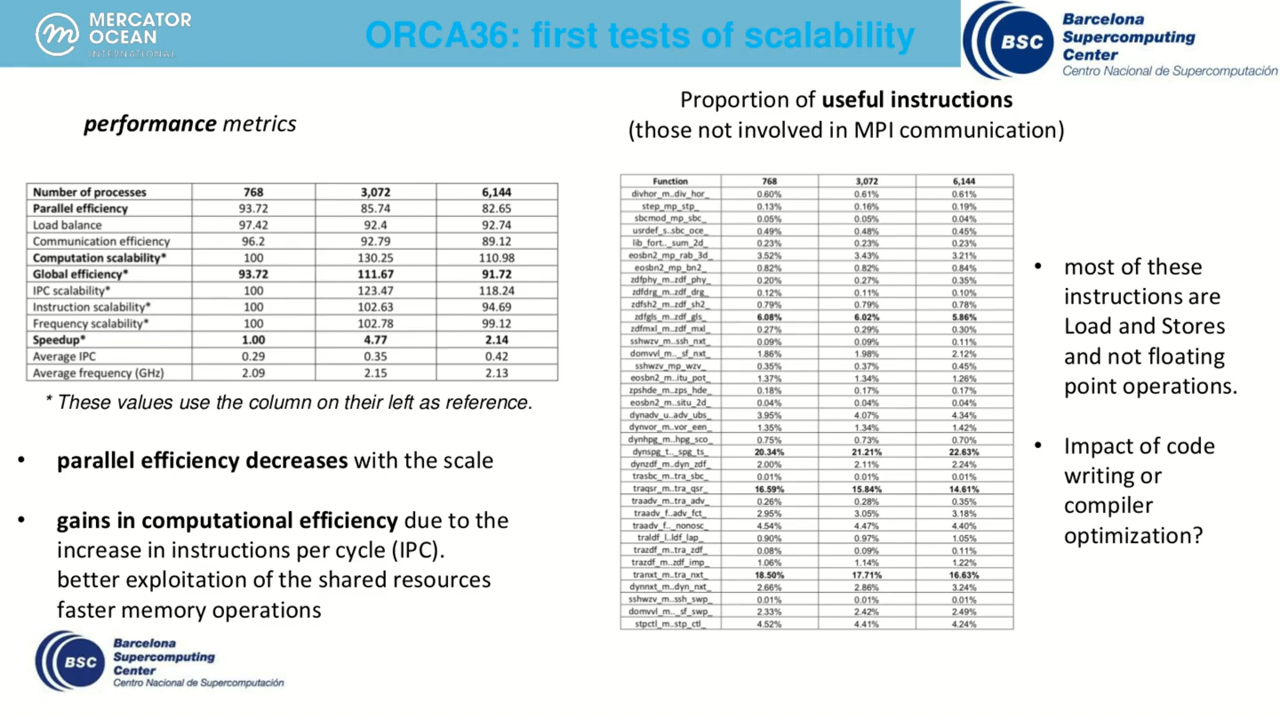 MERCATOR
OCEAN
INTERNATIONAL
ORCA36: first tests of scalability
BSC
Barcelona
Supercomputing
Center
Centro Nacional de Supercomputación
performance metrics
Number of processes 768 3,072 6,144
Parallel efficiency 93.72 85.74 82.65
Load balance 97.42 92.4 92.74
Communication efficiency 96.2 92.79 89.12
Computation scalability* 100 130.25 110.98
Global efficiency* 93.72 111.67 91.72
IPC scalability* 100 123.47 118.24
Instruction scalability* 100 102.63 94.69
Frequency scalability* 100 102.78 99.12
Speedup* 1.00 4.77 2.14
Average IPC 0.29 0.35 0.42
Average frequency (GHz) 2.09 2.15 2.13
* These values use the column on their left as reference.
• parallel efficiency decreases with the scale
• gains in computational efficiency due to the
increase in instructions per cycle (IPC).
better exploitation of the shared resources
faster memory operations
BSC
Barcelona
Supercomputing
Center
Centro Nacional de Supercomputación
Proportion of useful instructions
(those not involved in MPI communication)
Function 768 3,072 6,144
divhor_m..div_hor_ 0.60% 0.61% 0.61%
step_mp_stp_ 0.13% 0.16% 0.19%
sbcmod_mp_sbc_ 0.05% 0.05% 0.04%
usrdef_s..sbc_oce_ 0.49% 0.48% 0.45%
lib_fort.._sum_2d_ 0.23% 0.23% 0.23%
eosbn2_mp_rab_3d_ 3.52% 3.43% 3.21%
eosbn2_mp_bn2_ 0.82% 0.82% 0.84%
zdfphy_m..zdf_phy_ 0.20% 0.27% 0.35%
zdfdrg_m..zdf_drg_ 0.12% 0.11% 0.10%
zdfsh2_m..zdf_sh2_ 0.79% 0.79% 0.78%
zdfgls_m..zdf_gls_ 6.08% 6.02% 5.86%
zdfmxl_m..zdf_mxl_ 0.27% 0.29% 0.30%
sshwzv_m..ssh_nxt_ 0.09% 0.09% 0.11%
domvvl_m.._sf_nxt_ 1.86% 1.98% 2.12%
sshwzv_mp_wzv_ 0.35% 0.37% 0.45%
eosbn2_m..itu_pot_ 1.37% 1.34% 1.26%
zpshde_m..zps_hde_ 0.18% 0.17% 0.17%
eosbn2_m..situ_2d_ 0.04% 0.04% 0.04%
dynadv_u..adv_ubs_ 3.95% 4.07% 4.34%
dynvor_m..vor_een_ 1.35% 1.34% 1.42%
dynhpg_m..hpg_sco_ 0.75% 0.73% 0.70%
dynspg_t.._spg_ts_ 20.34% 21.21% 22.63%
dynzdf_m..dyn_zdf_ 2.00% 2.11% 2.24%
trasbc_m..tra_sbc_ 0.01% 0.01% 0.01%
traqsr_m..tra_qsr_ 16.59% 15.84% 14.61%
traadv_m..tra_adv_ 0.26% 0.28% 0.35%
traadv_f..adv_fct_ 2.95% 3.05% 3.18%
traadv_f.._nonosc_ 4.54% 4.47% 4.40%
traldf_l..ldf_lap_ 0.90% 0.97% 1.05%
trazdf_m..tra_zdf_ 0.08% 0.09% 0.11%
trazdf_m..zdf_imp_ 1.06% 1.14% 1.22%
tranxt_m..tra_nxt_ 18.50% 17.71% 16.63%
dynnxt_m..dyn_nxt_ 2.66% 2.86% 3.24%
sshwzv_m..ssh_swp_ 0.01% 0.01% 0.01%
domvvl_m.._sf_swp_ 2.33% 2.42% 2.49%
stpctl_m..stp_ctl_ 4.52% 4.41% 4.24%
• most of these
instructions are
Load and Stores
and not floating
point operations.
• Impact of code
writing or
compiler
optimization?